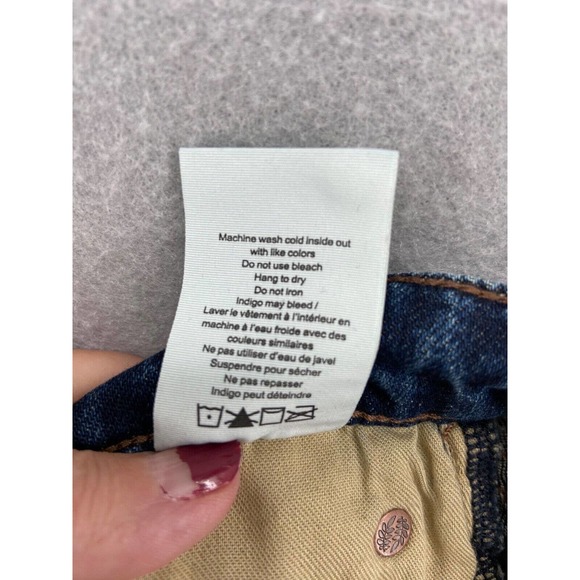 Machine wash cold inside out
with like colors
Do not use bleach
Hang to dry
Do not iron
Indigo may bleed /
Laver le vêtement à l'intérieur en
machine à l'eau froide avec des
couleurs similaires
Ne pas utiliser d'eau de javel
Suspendre pour sécher
Ne pas repasser
Indigo peut déteindre